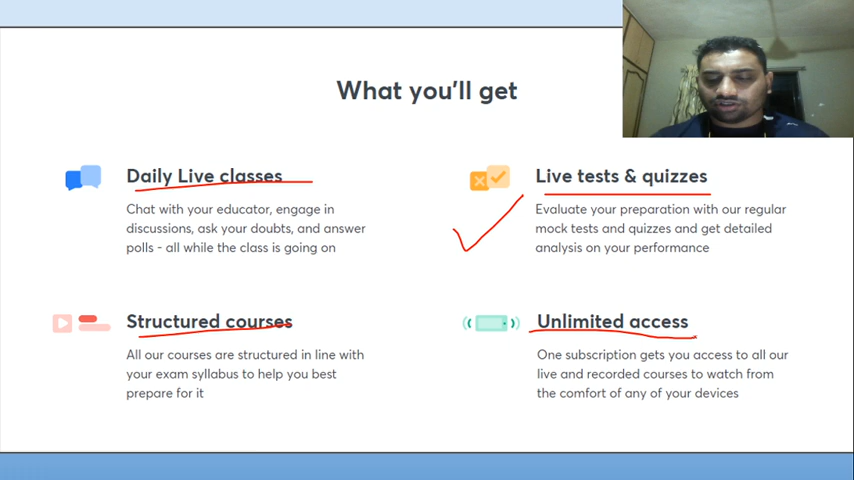 What you'll get
Daily Live classes
Chat with your educator, engage in
discussions, ask your doubts, and answer
polls - all while the class is going on
Live tests & quizzes
Evaluate your preparation with our regular
mock tests and quizzes and get detailed
analysis on your performance
Structured courses
All our courses are structured in line with
your exam syllabus to help you best
prepare for it
Unlimited access
One subscription gets you access to all our
live and recorded courses to watch from
the comfort of any of your devices